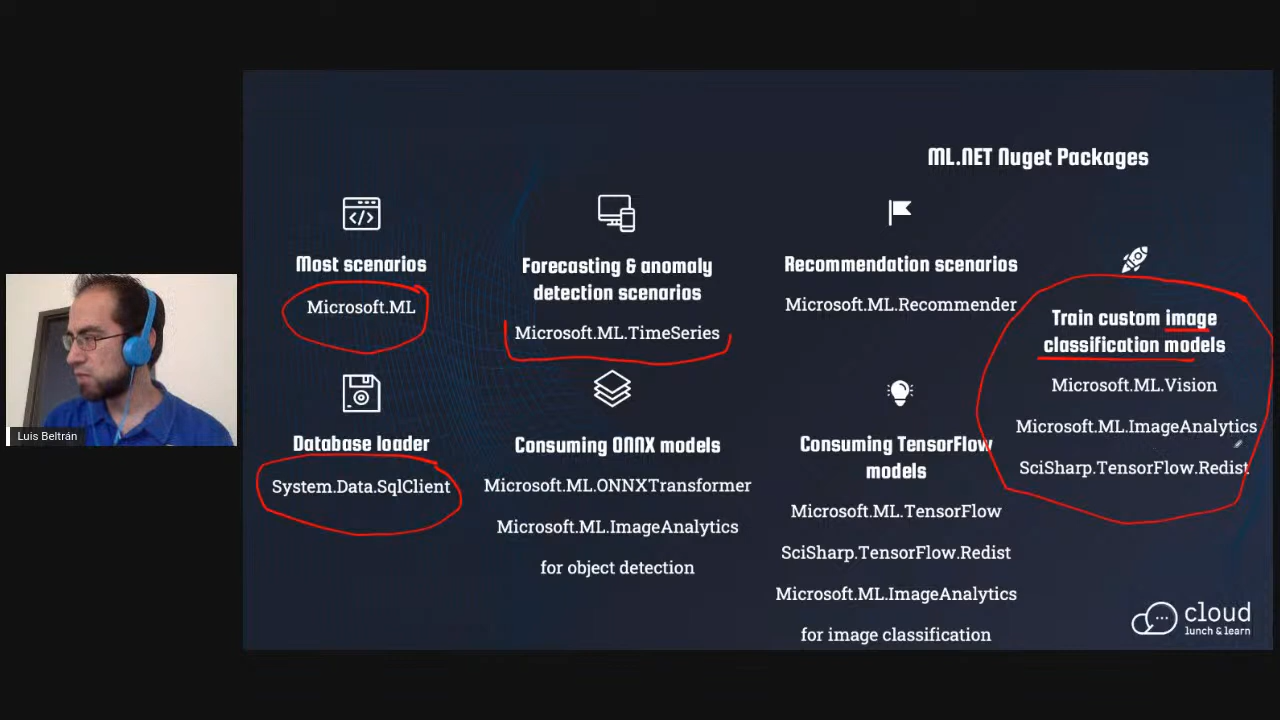 ML.NET Nuget Packages
Most scenarios
Microsoft.ML
Forecasting & anomaly
detection scenarios
Microsoft.ML.TimeSeries
Recommendation scenarios
Microsoft.ML.Recommender
Train custom image
classification models
Microsoft.ML.Vision
Microsoft.ML.ImageAnalytics
SciSharp.TensorFlow.Redist
Database loader
System.Data.SqlClient
Consuming ONNX models
Microsoft.ML.ONNXTransformer
Microsoft.ML.ImageAnalytics
for object detection
Consuming TensorFlow
models
Microsoft.ML.TensorFlow
SciSharp.TensorFlow.Redist
Microsoft.ML.ImageAnalytics
for image classification
Luis Beltrán
cloud
lunch & learn